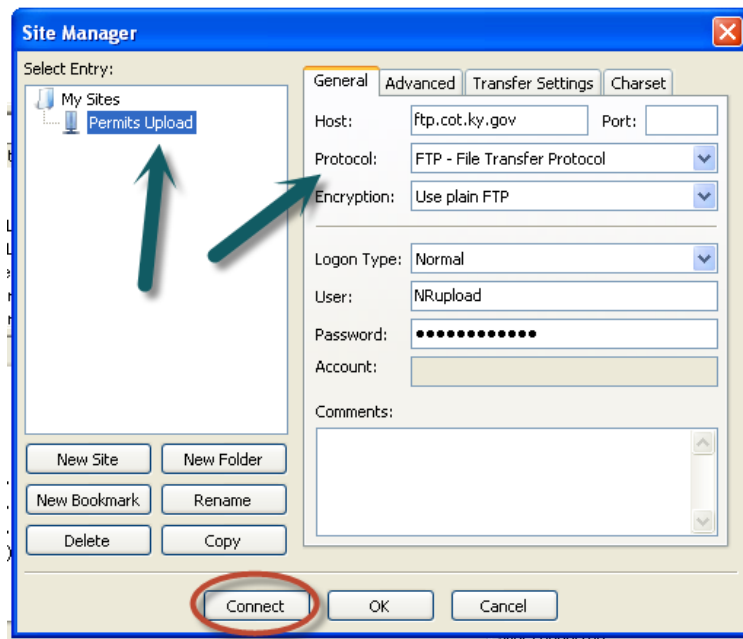 Site Manager
Select Entry:
My Sites
Permits Upload
General Advanced Transfer Settings Charset
Host: ftp.cot.ky.gov Port:
Protocol: FTP - File Transfer Protocol
Encryption: Use plain FTP
Logon Type: Normal
User: NRupload
Password: ●●●●●●●●●●●●
Account:
Comments:
New Site New Folder
New Bookmark Rename
Delete Copy
Connect OK Cancel